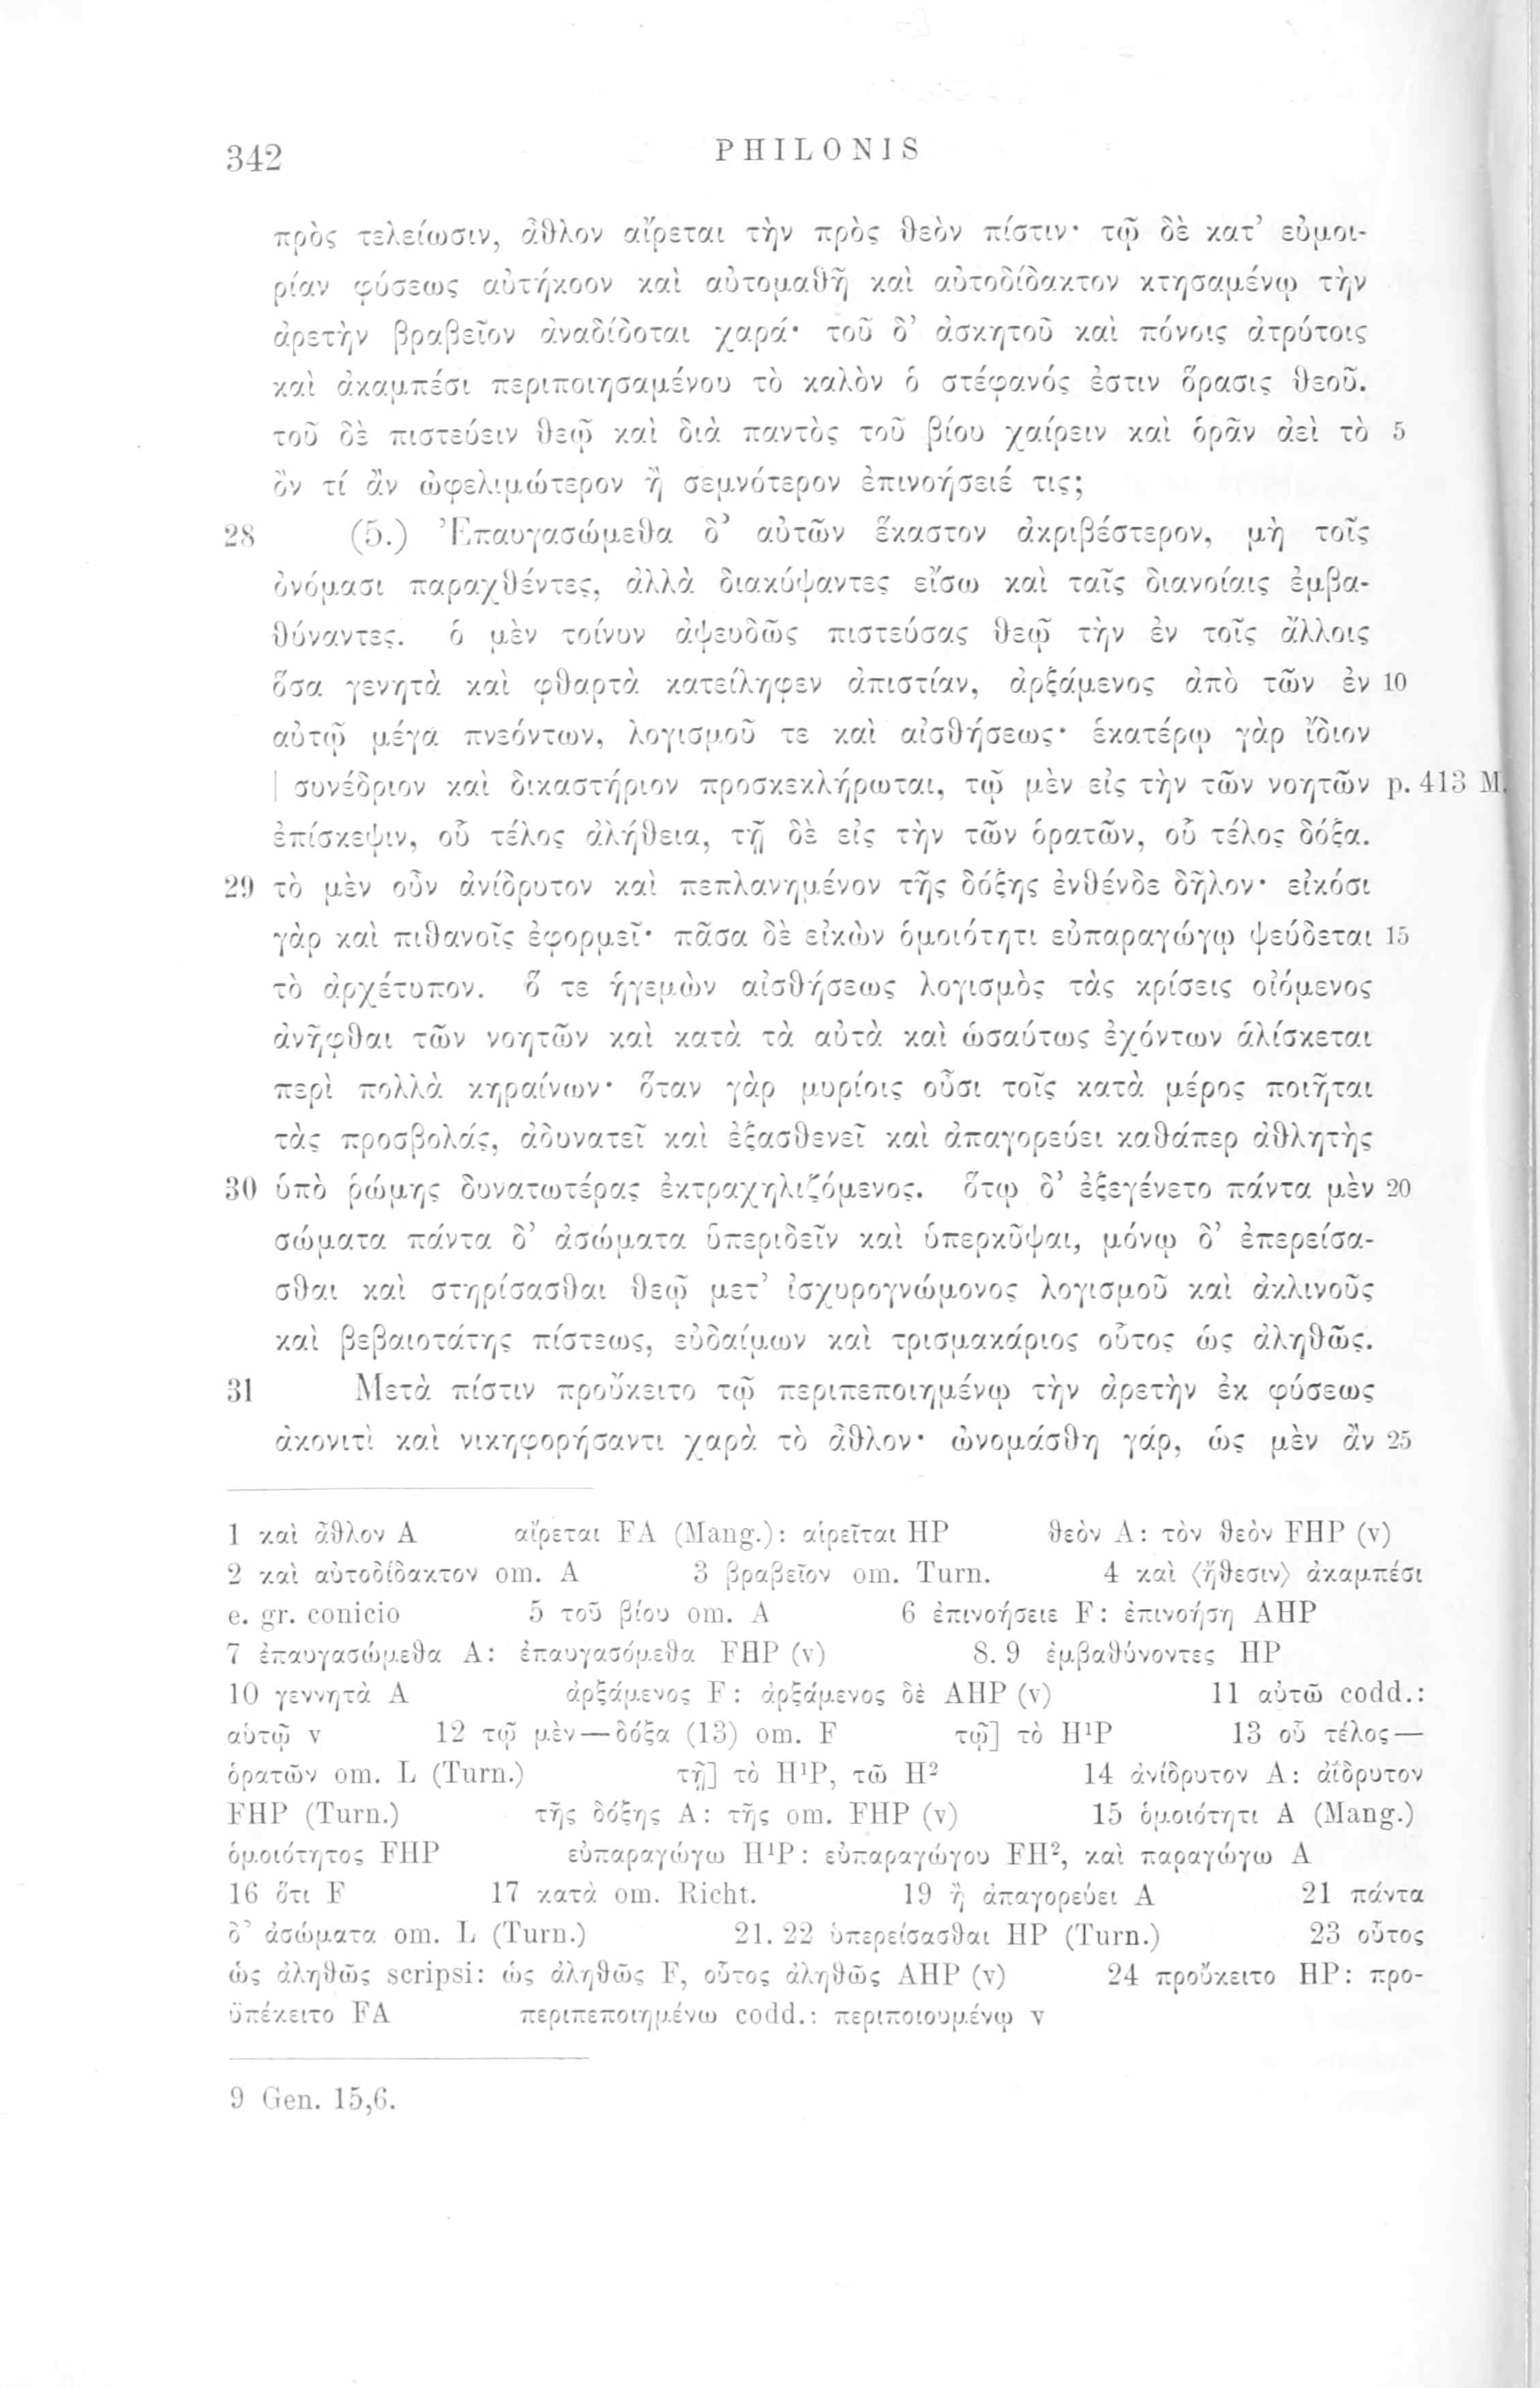 342
PHILONIS
πρὸς τελείωσιν, ἆθλον αἴρεται τὴν πρὸς θεὸν πίστιν· τῷ δὲ κατ’ εὐμοι-
ρίαν φύσεως αὐτήκοον καὶ αὐτομαθῆ καὶ αὐτοδίδακτον κτησαμένῳ τὴν
ἀρετὴν βραβεῖον ἀναδίδοται χαρά· τοῦ δ’ ἀσκητοῦ καὶ πόνοις ἀτρύτοις
καὶ ἀκαμπέσι περιποιησαμένου τὸ καλὸν ὁ στέφανός ἐστιν ὅρασις θεοῦ.
τοῦ δὲ πιστεύειν θεῷ καὶ διὰ παντὸς τοῦ βίου χαίρειν καὶ ὁρᾶν ἀεὶ τὸ 5
ὂν τί ἂν ὠφελιμώτερον ἢ σεμνότερον ἐπινοήσειέ τις;
28 (5.) Ἐπαυγασώμεθα δ’ αὐτῶν ἕκαστον ἀκριβέστερον, μὴ τοῖς
ὀνόμασι παραχθέντες, ἀλλὰ διακύψαντες εἴσω καὶ ταῖς διανοίαις ἐμβα-
θύναντες. ὁ μὲν τοίνυν ἀψευδῶς πιστεύσας θεῷ τὴν ἐν τοῖς ἄλλοις
ὅσα γενητὰ καὶ φθαρτὰ κατείληφεν ἀπιστίαν, ἀρξάμενος ἀπὸ τῶν ἐν 10
αὑτῷ μέγα πνεόντων, λογισμοῦ τε καὶ αἰσθήσεως· ἑκατέρῳ γὰρ ἴδιον
| συνέδριον καὶ δικαστήριον προσκεκλήρωται, τῷ μὲν εἰς τὴν τῶν νοητῶν p. 413 M.
ἐπίσκεψιν, οὗ τέλος ἀλήθεια, τῇ δὲ εἰς τὴν τῶν ὁρατῶν, οὗ τέλος δόξα.
29 τὸ μὲν οὖν ἀνίδρυτον καὶ πεπλανημένον τῆς δόξης ἐνθένδε δῆλον· εἰκόσι
γὰρ καὶ πιθανοῖς ἐφορμεῖ· πᾶσα δὲ εἰκὼν ὁμοιότητι εὐπαραγώγῳ ψεύδεται 15
τὸ ἀρχέτυπον. ὅ τε ἡγεμὼν αἰσθήσεως λογισμὸς τὰς κρίσεις οἰόμενος
ἀνῆφθαι τῶν νοητῶν καὶ κατὰ τὰ αὐτὰ καὶ ὡσαύτως ἐχόντων ἁλίσκεται
περὶ πολλὰ κηραίνων· ὅταν γὰρ μυρίοις οὖσι τοῖς κατὰ μέρος ποιῆται
τὰς προσβολάς, ἀδυνατεῖ καὶ ἐξασθενεῖ καὶ ἀπαγορεύει καθάπερ ἀθλητὴς
30 ὑπὸ ῥώμης δυνατωτέρας ἐκτραχηλιζόμενος. ὅτῳ δ’ ἐξεγένετο πάντα μὲν 20
σώματα πάντα δ’ ἀσώματα ὑπεριδεῖν καὶ ὑπερκῦψαι, μόνῳ δ’ ἐπερείσα-
σθαι καὶ στηρίσασθαι θεῷ μετ’ ἰσχυρογνώμονος λογισμοῦ καὶ ἀκλινοῦς
καὶ βεβαιοτάτης πίστεως, εὐδαίμων καὶ τρισμακάριος οὗτος ὡς ἀληθῶς.
31 Μετὰ πίστιν προὔκειτο τῷ περιπεποιημένῳ τὴν ἀρετὴν ἐκ φύσεως
ἀκονιτὶ καὶ νικηφορήσαντι χαρὰ τὸ ἆθλον· ὠνομάσθη γάρ, ὡς μὲν ἂν 25
1 καὶ ἆθλον A αἴρεται FA (Mang.): αἱρεῖται HP θεὸν A: τὸν θεὸν FHP (v)
2 καὶ αὐτοδίδακτον om. A 3 βραβεῖον om. Turn. 4 καὶ ⟨ἤθεσιν⟩ ἀκαμπέσι
e. gr. conicio 5 τοῦ βίου om. A 6 ἐπινοήσειε F: ἐπινοήσῃ AHP
7 ἐπαυγασώμεθα A: ἐπαυγασόμεθα FHP (v) 8. 9 ἐμβαθύνοντες HP
10 γεννητὰ A ἀρξάμενος F: ἀρξάμενος δὲ AHP (v) 11 αὐτῶ codd.:
αὑτῷ v 12 τῷ μὲν — δόξα (13) om. F τῷ] τὸ H¹P 13 οὗ τέλος —
ὁρατῶν om. L (Turn.) τῇ] τὸ H¹P, τῶ H² 14 ἀνίδρυτον A: ἀίδρυτον
FHP (Turn.) τῆς δόξης A: τῆς om. FHP (v) 15 ὁμοιότητι A (Mang.)
ὁμοιότητος FHP εὐπαραγώγω H¹P: εὐπαραγώγου FH², καὶ παραγώγω A
16 ὅτι F 17 κατὰ om. Richt. 19 ἢ ἀπαγορεύει A 21 πάντα
δ’ ἀσώματα om. L (Turn.) 21. 22 ὑπερείσασθαι HP (Turn.) 23 οὗτος
ὡς ἀληθῶς scripsi: ὡς ἀληθῶς F, οὗτος ἀληθῶς AHP (v) 24 προὔκειτο HP: προ-
ϋπέκειτο FA περιπεποιημένω codd.: περιποιουμένῳ v
9 Gen. 15,6.